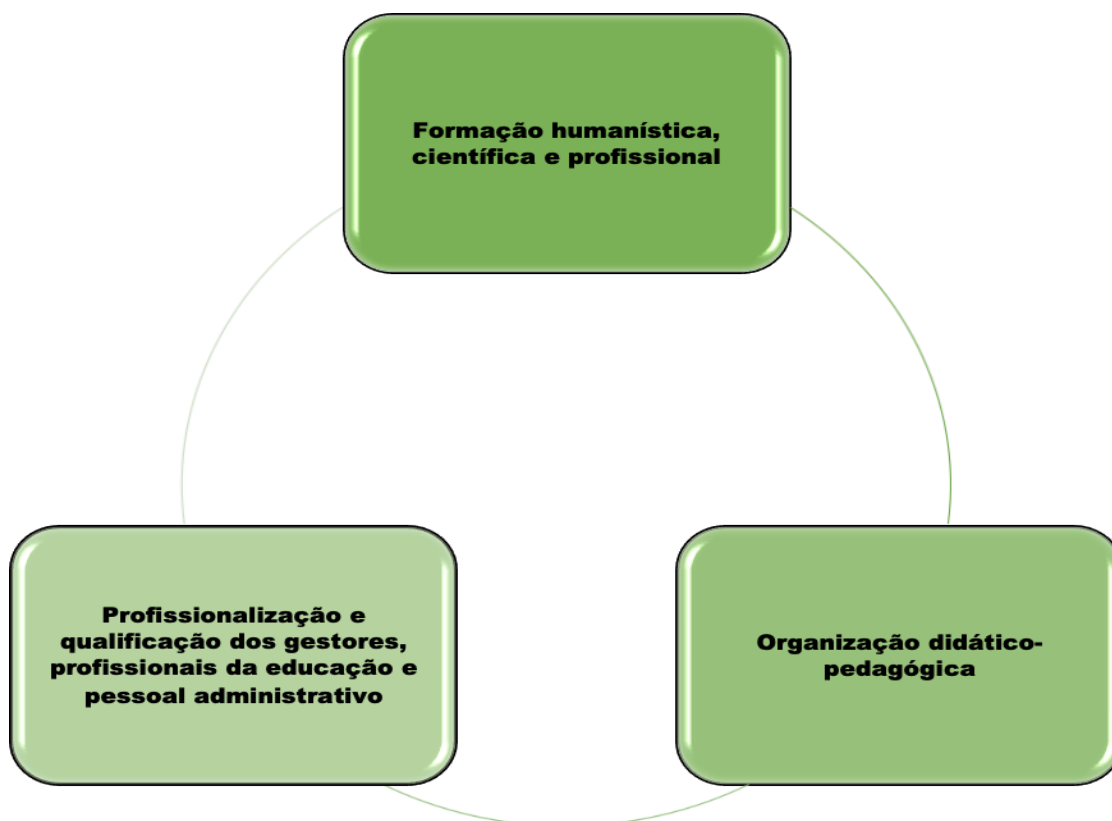 Formação humanística,
científica e profissional
Profissionalização e
qualificação dos gestores,
profissionais da educação e
pessoal administrativo
Organização didático-
pedagógica